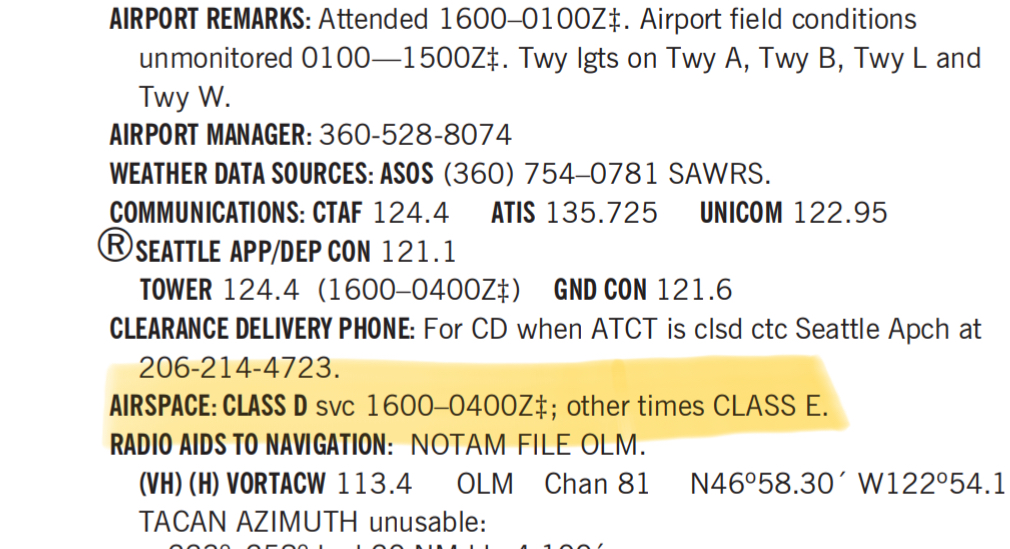 AIRPORT REMARKS: Attended 1600–0100Z‡. Airport field conditions
unmonitored 0100—1500Z‡. Twy lgts on Twy A, Twy B, Twy L and
Twy W.
AIRPORT MANAGER: 360-528-8074
WEATHER DATA SOURCES: ASOS (360) 754–0781 SAWRS.
COMMUNICATIONS: CTAF 124.4 ATIS 135.725 UNICOM 122.95
Ⓡ SEATTLE APP/DEP CON 121.1
TOWER 124.4 (1600–0400Z‡) GND CON 121.6
CLEARANCE DELIVERY PHONE: For CD when ATCT is clsd ctc Seattle Apch at
206-214-4723.
AIRSPACE: CLASS D svc 1600–0400Z‡; other times CLASS E.
RADIO AIDS TO NAVIGATION: NOTAM FILE OLM.
(VH) (H) VORTACW 113.4 OLM Chan 81 N46º58.30´ W122º54.1
TACAN AZIMUTH unusable: